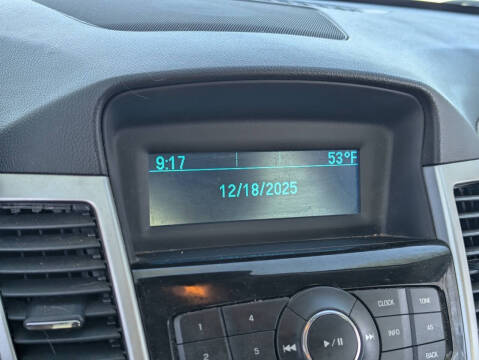 9:17 53°F
12/18/2025
1 4 CLOCK TONE
INFO AS
2 5 BACK